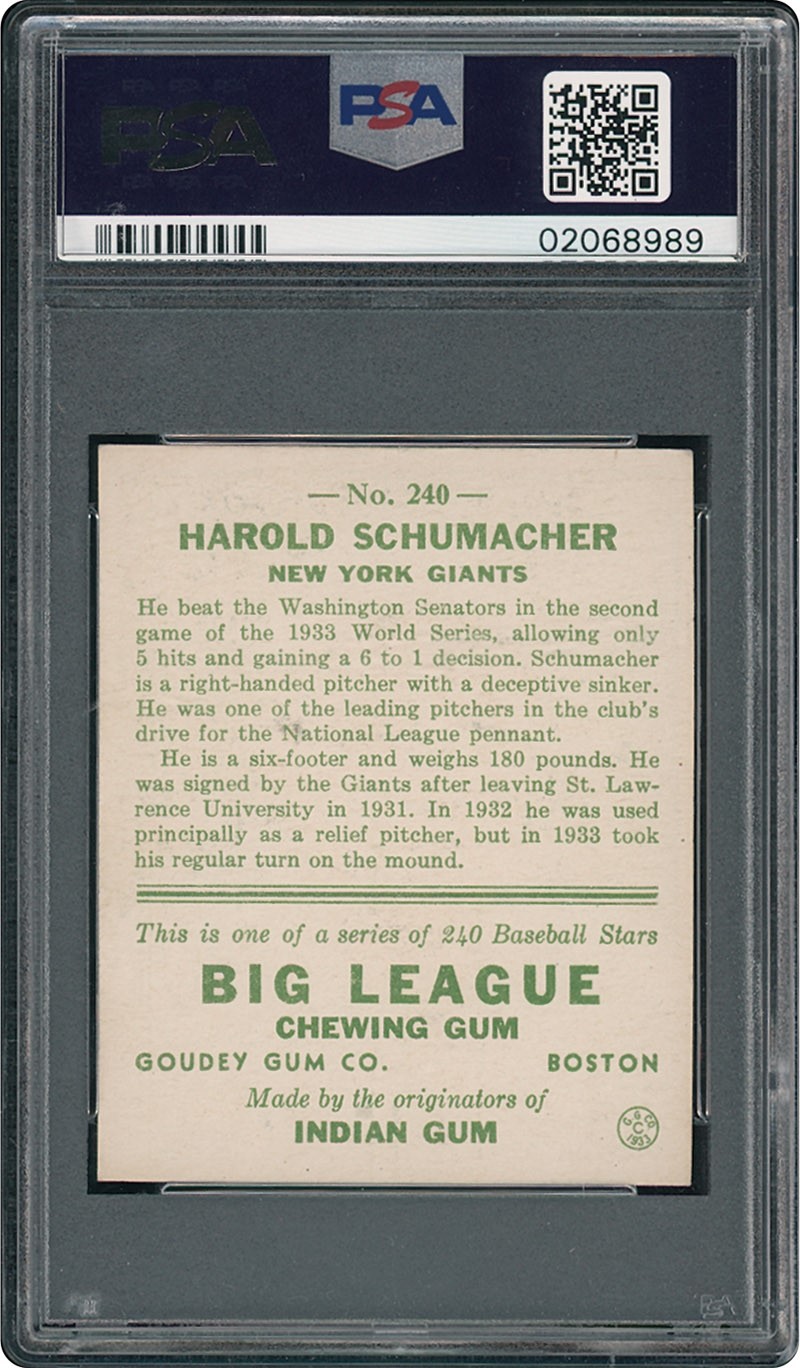 PSA
PSA
02068989
— No. 240 —
HAROLD SCHUMACHER
NEW YORK GIANTS
He beat the Washington Senators in the second
game of the 1933 World Series, allowing only
5 hits and gaining a 6 to 1 decision. Schumacher
is a right-handed pitcher with a deceptive sinker.
He was one of the leading pitchers in the club's
drive for the National League pennant.
He is a six-footer and weighs 180 pounds. He
was signed by the Giants after leaving St. Law-
rence University in 1931. In 1932 he was used
principally as a relief pitcher, but in 1933 took
his regular turn on the mound.
This is one of a series of 240 Baseball Stars
BIG LEAGUE
CHEWING GUM
GOUDEY GUM CO. BOSTON
Made by the originators of
INDIAN GUM
G. G. CO.
C
1933
PSA